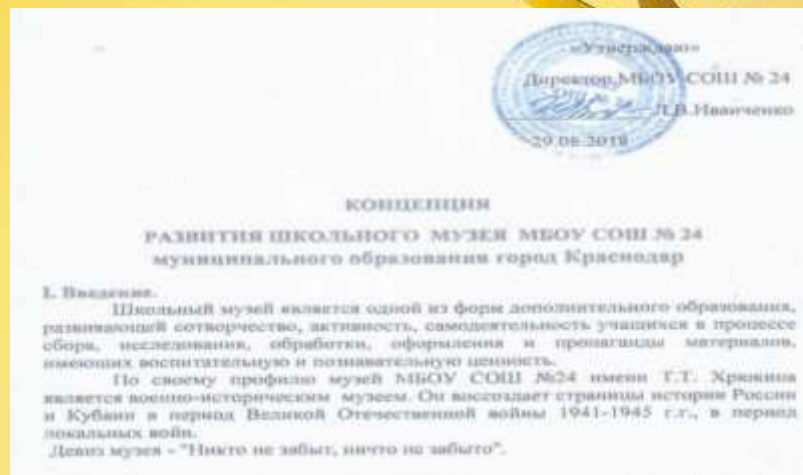 «Утверждаю»
Директор МБОУ СОШ № 24
Л.В.Иванченко
29.08.2018
КОНЦЕПЦИЯ
РАЗВИТИЯ ШКОЛЬНОГО МУЗЕЯ МБОУ СОШ № 24
муниципального образования город Краснодар
I. Введение.
Школьный музей является одной из форм дополнительного образования,
развивающей сотворчество, активность, самодеятельность учащихся в процессе
сбора, исследования, обработки, оформления и пропаганды материалов,
имеющих воспитательную и познавательную ценность.
По своему профилю музей МБОУ СОШ №24 имени Т.Т. Хрюкина
является военно-историческим музеем. Он воссоздает страницы истории России
и Кубани в период Великой Отечественной войны 1941-1945 г.г., в период
локальных войн.
Девиз музея - "Никто не забыт, ничто не забыто".